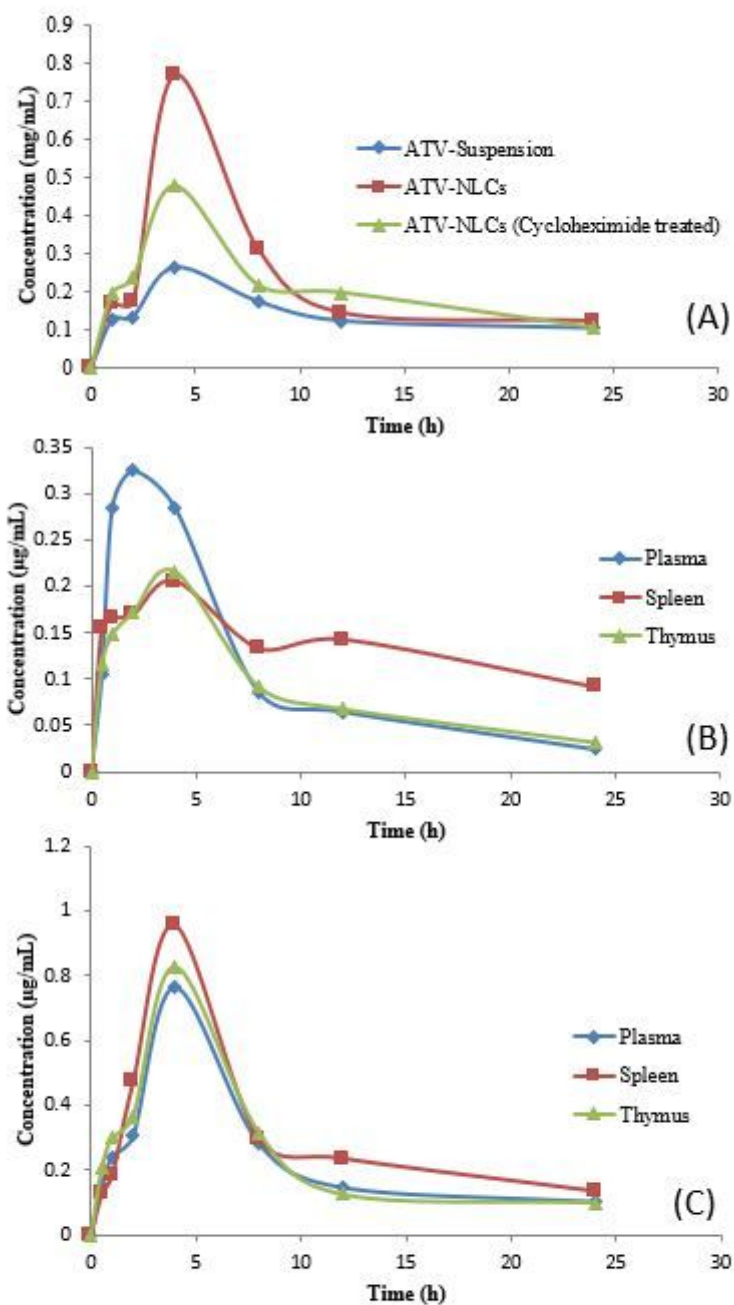 0.9
0.8
0.7
0.6
0.5
0.4
0.3
0.2
0.1
0
Concentration (mg/mL)
ATV-Suspension
ATV-NLCs
ATV-NLCs (Cycloheximide treated)
(A)
0 5 10 15 20 25 30
Time (h)
0.35
0.3
0.25
0.2
0.15
0.1
0.05
0
Concentration (µg/mL)
Plasma
Spleen
Thymus
(B)
0 5 10 15 20 25 30
Time (h)
1.2
1
0.8
0.6
0.4
0.2
0
Concentration (µg/mL)
Plasma
Spleen
Thymus
(C)
0 5 10 15 20 25 30
Time (h)